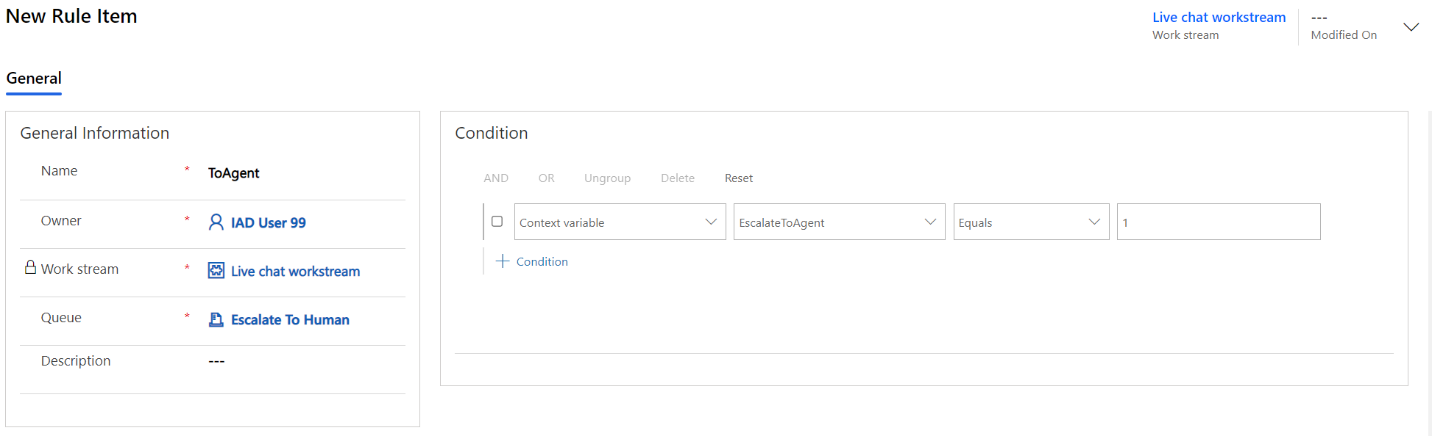 New Rule Item
Live chat workstream
Work stream
---
Modified On
General
General Information
Name * ToAgent
Owner * IAD User 99
Work stream * Live chat workstream
Queue * Escalate To Human
Description ---
Condition
AND OR Ungroup Delete Reset
Context variable EscalateToAgent Equals 1
+ Condition